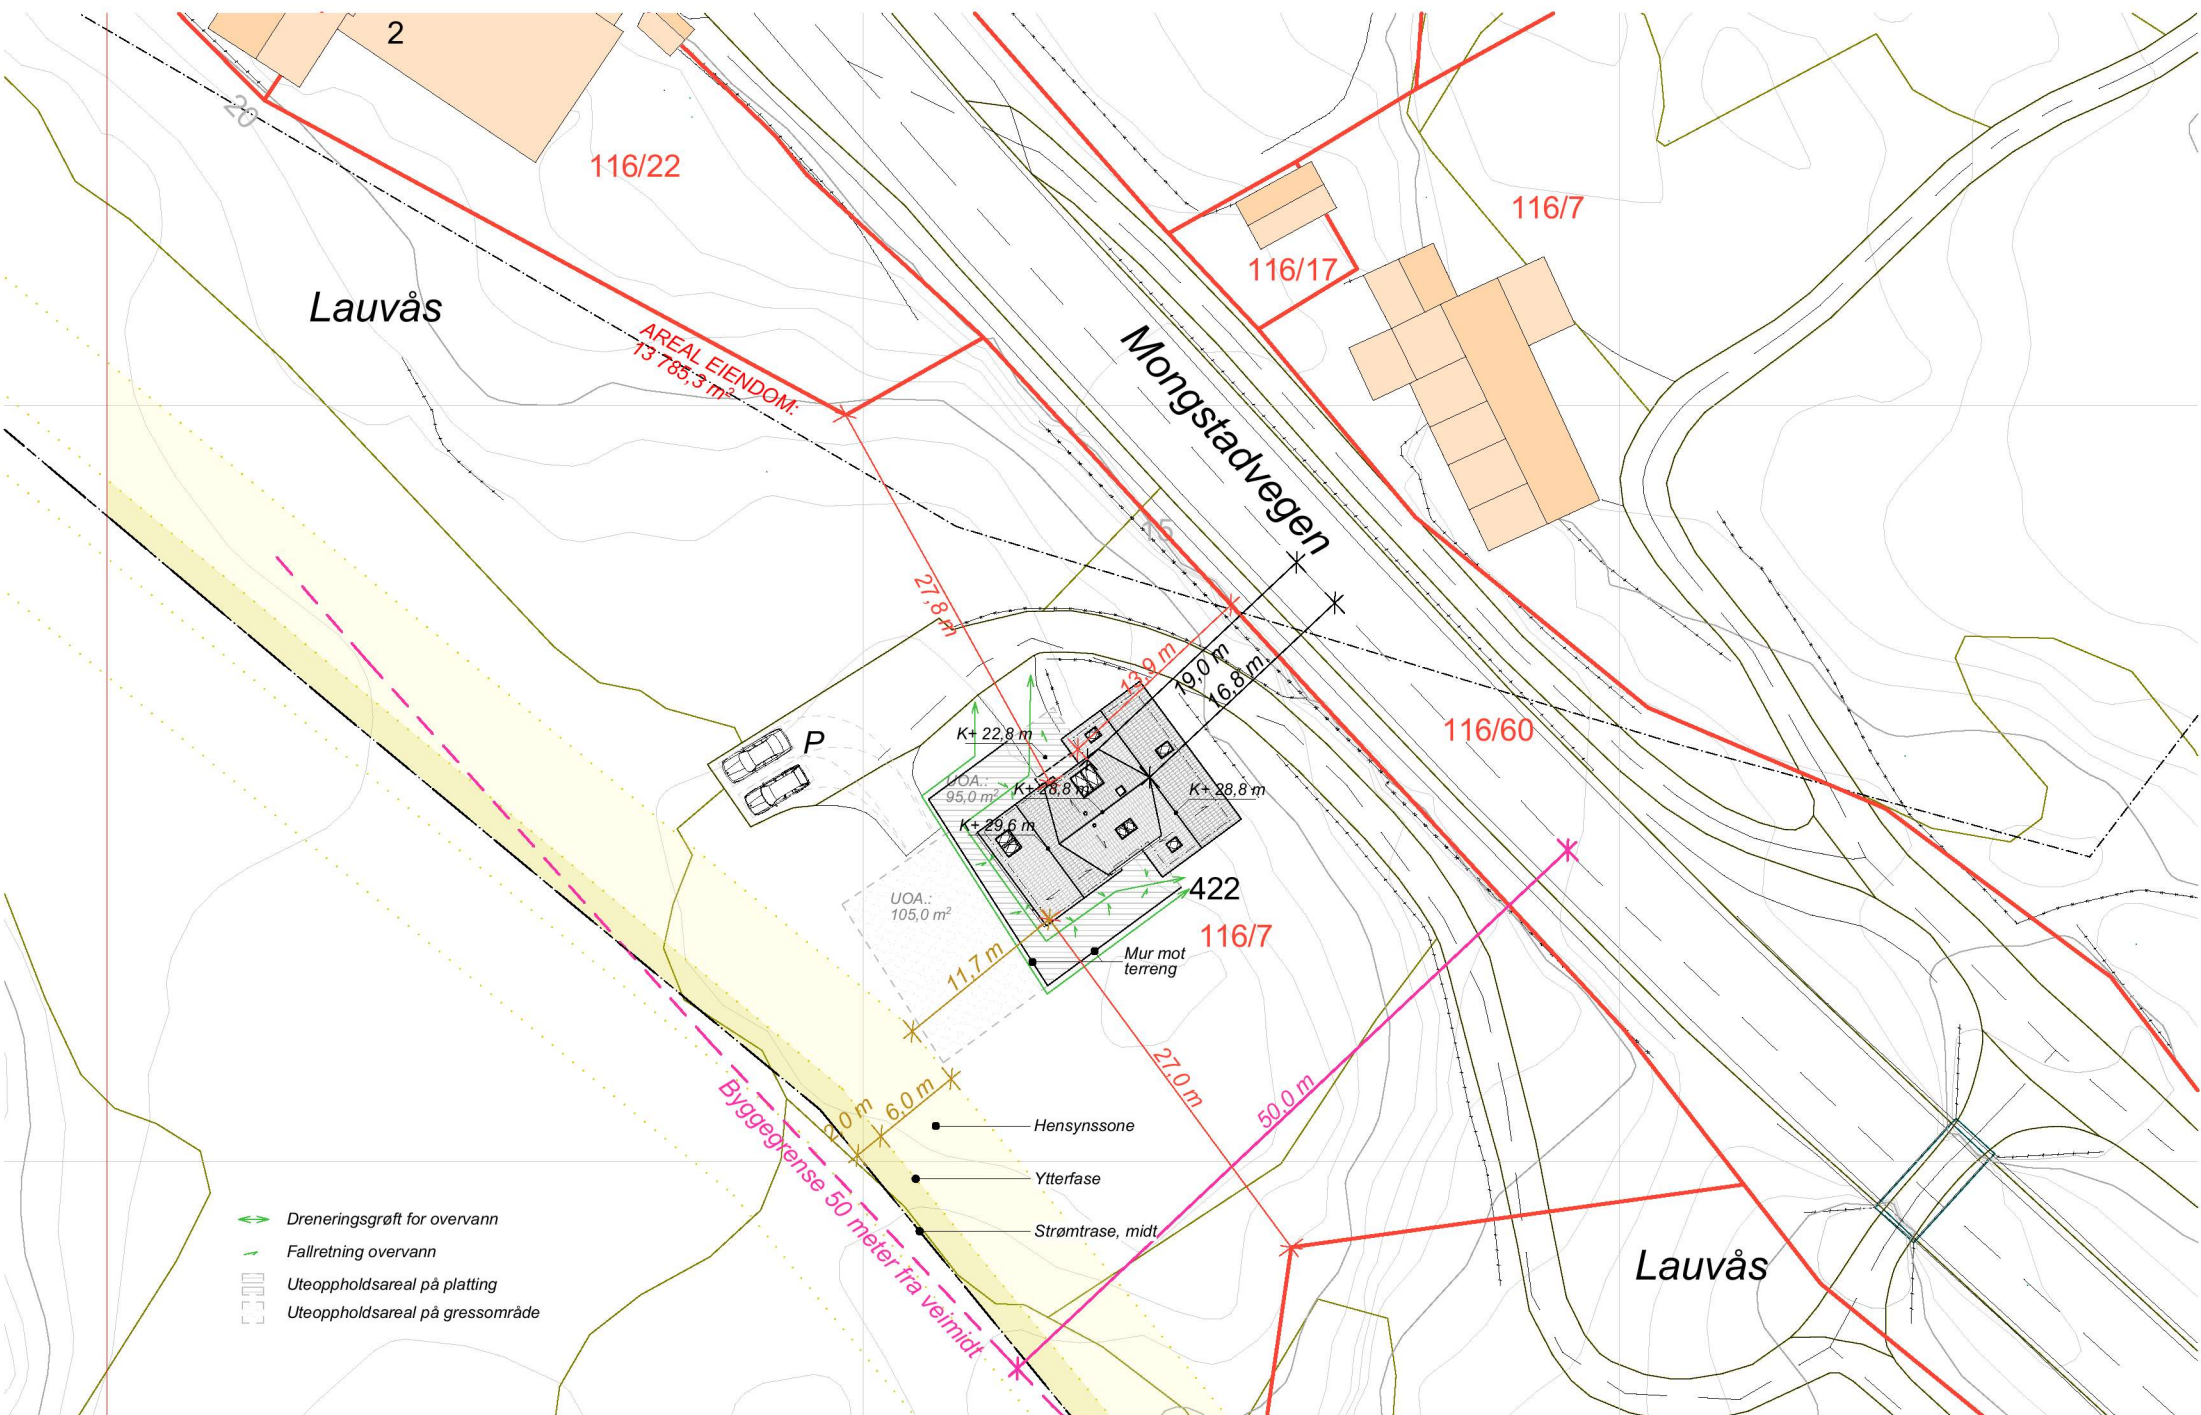 2
20
116/22
116/7
116/17
Lauvås
AREAL EIENDOM:
13 785,3 m²
Mongstadvegen
15
27,8 m
13,9 m
19,0 m
16,8 m
116/60
P
K+ 22,8 m
UOA.:
95,0 m²
K+ 28,8 m
K+ 28,8 m
K+ 29,6 m
UOA.:
105,0 m²
422
116/7
Mur mot
terreng
11,7 m
27,0 m
50,0 m
2,0 m
6,0 m
Byggegrense 50 meter fra veimidt
Hensynssone
Ytterfase
Strømtrase, midt
Lauvås
Dreneringsgrøft for overvann
Fallretning overvann
Uteoppholdsareal på platting
Uteoppholdsareal på gressområde